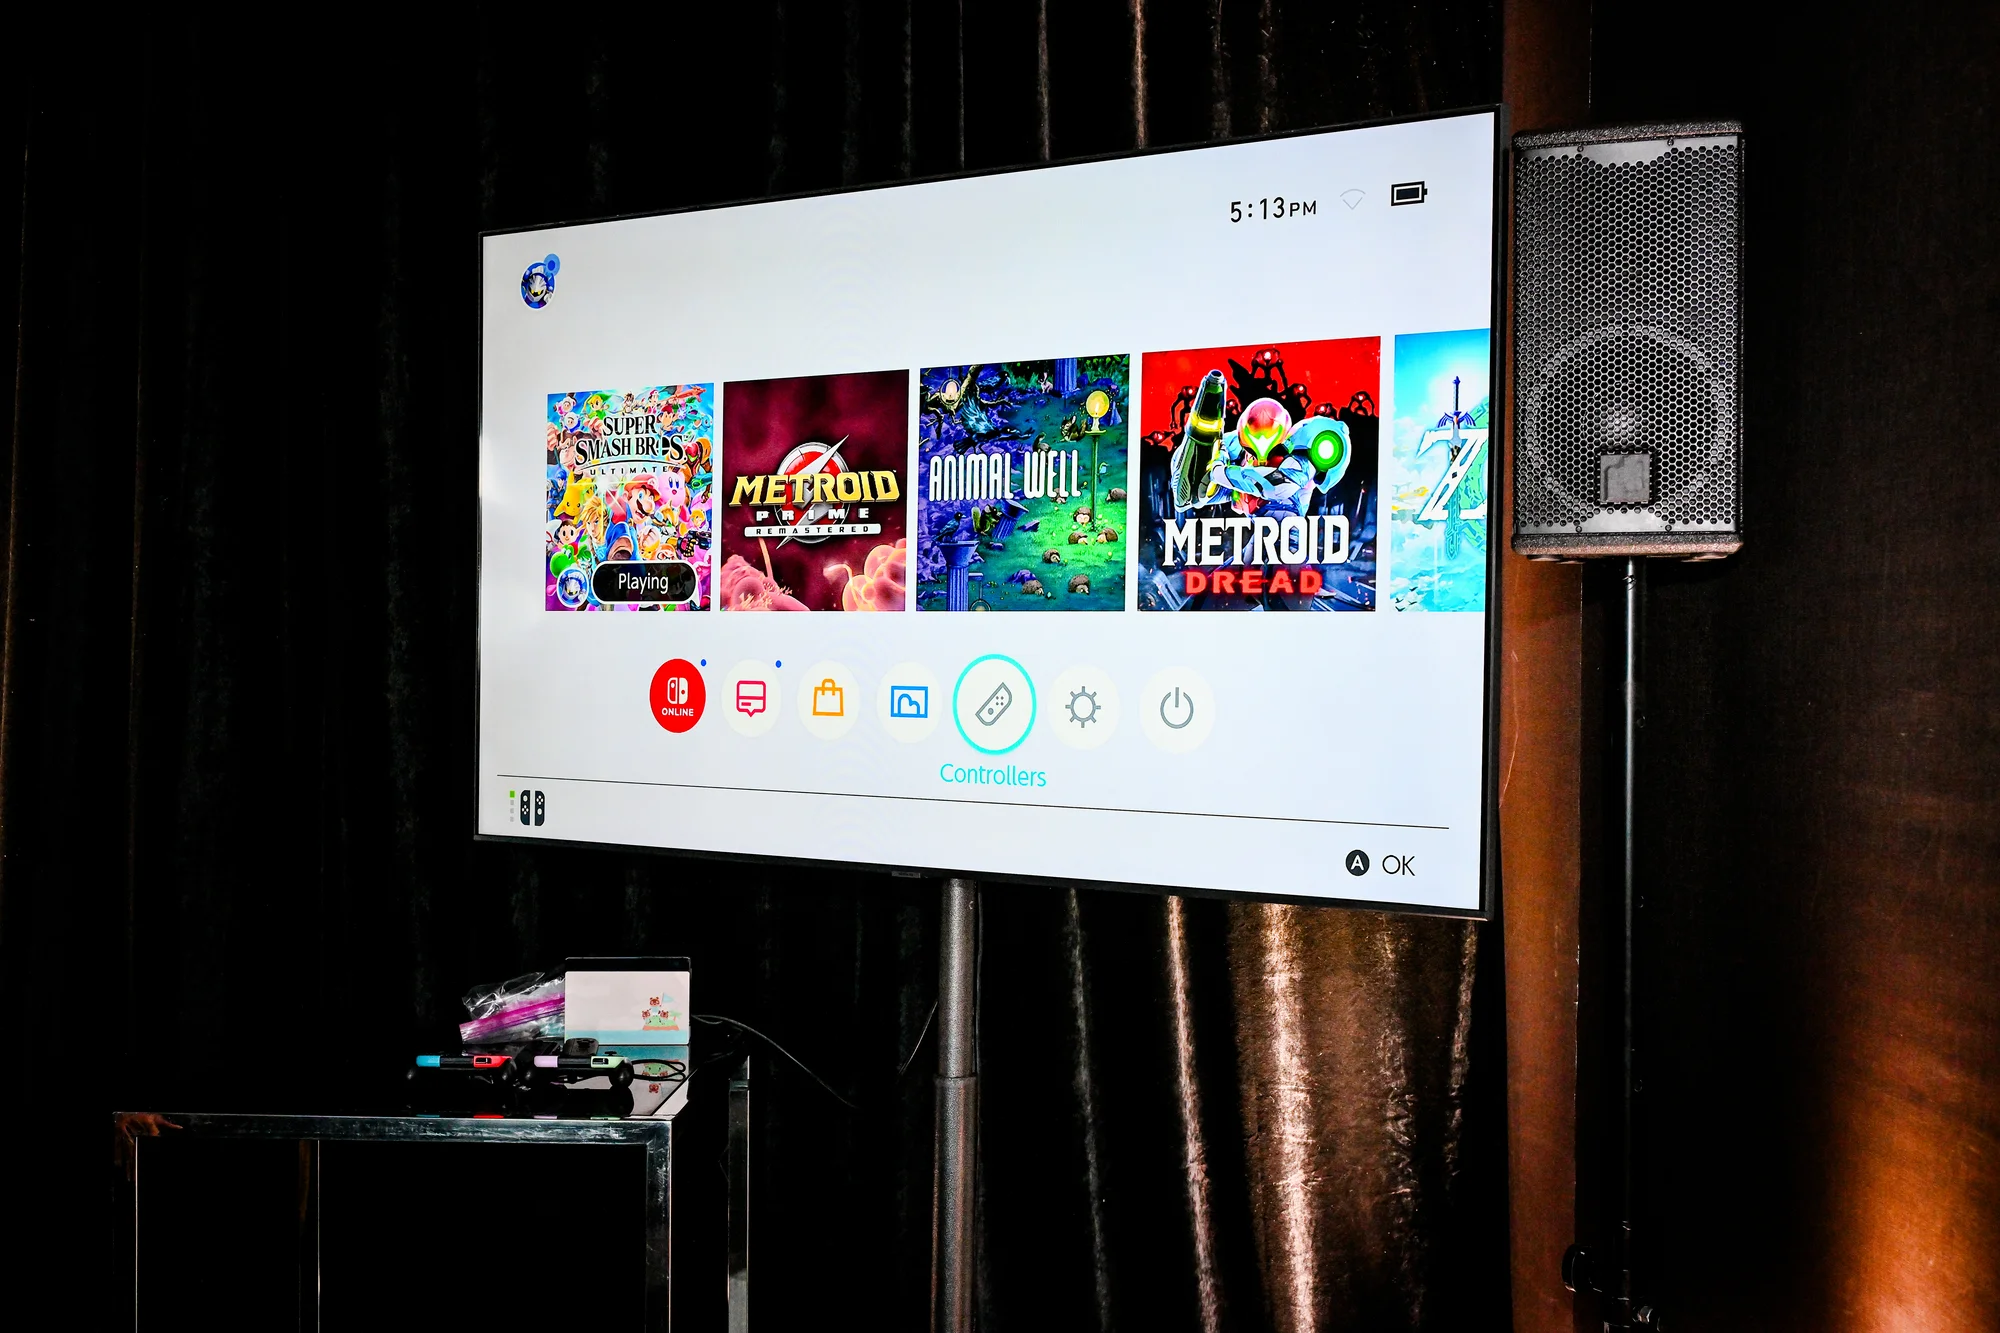 5:13PM
SUPER
SMASH BROS.
ULTIMATE
Playing
METROID
PRIME
REMASTERED
ANIMAL WELL
METROID
DREAD
Z
ONLINE
Controllers
A OK